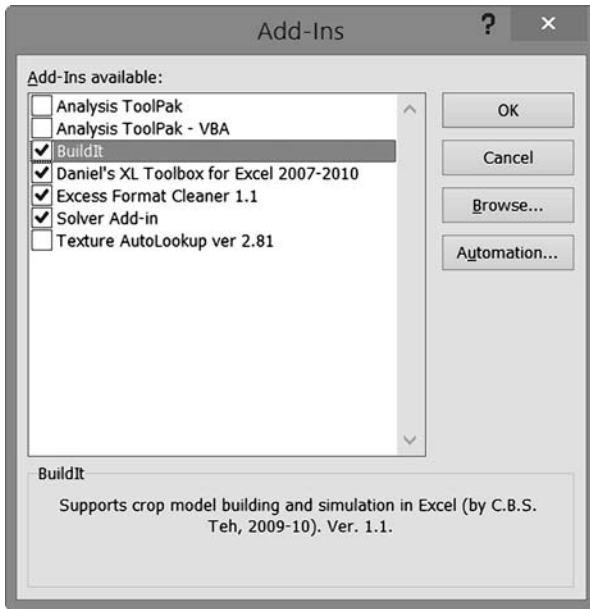 Add-Ins
?
×
Add-Ins available:
Analysis ToolPak
Analysis ToolPak - VBA
BuildIt
Daniel's XL Toolbox for Excel 2007-2010
Excess Format Cleaner 1.1
Solver Add-in
Texture AutoLookup ver 2.81
OK
Cancel
Browse...
Automation...
BuildIt
Supports crop model building and simulation in Excel (by C.B.S.
Teh, 2009-10). Ver. 1.1.